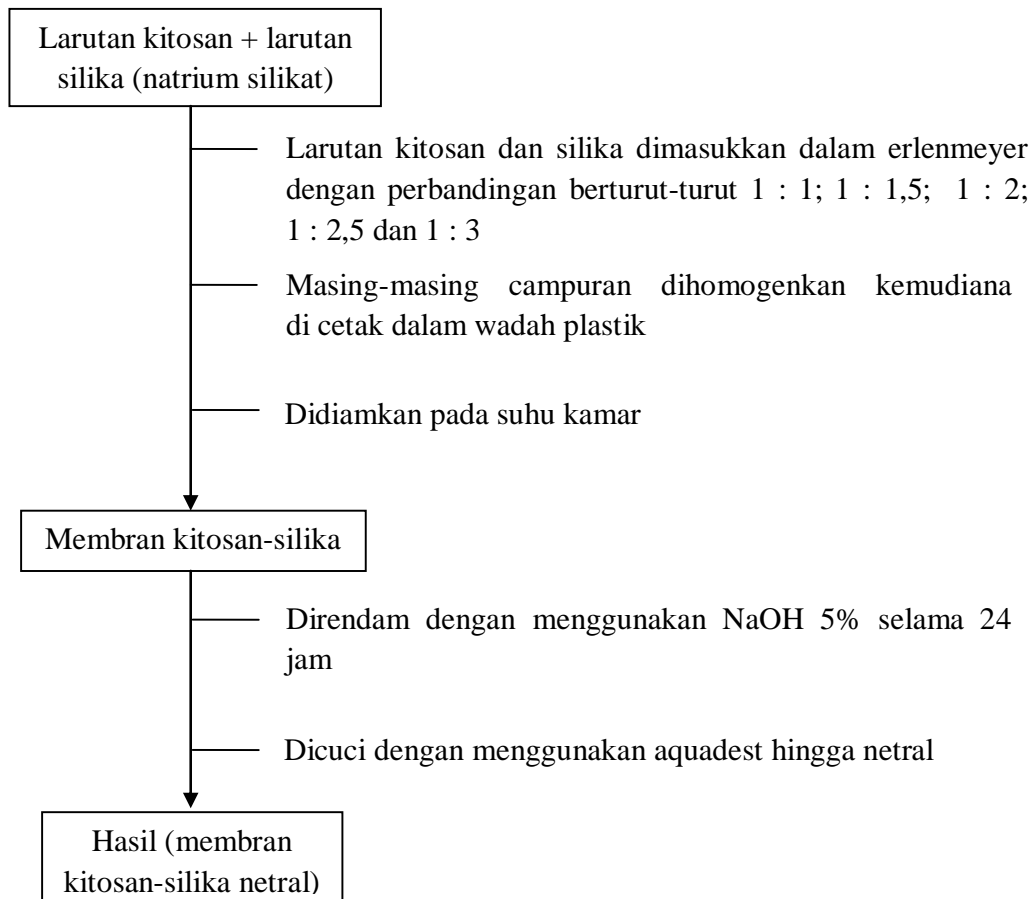 Larutan kitosan + larutan
silika (natrium silikat)
Larutan kitosan dan silika dimasukkan dalam erlenmeyer
dengan perbandingan berturut-turut 1 : 1; 1 : 1,5; 1 : 2;
1 : 2,5 dan 1 : 3
Masing-masing campuran dihomogenkan kemudiana
di cetak dalam wadah plastik
Didiamkan pada suhu kamar
Membran kitosan-silika
Direndam dengan menggunakan NaOH 5% selama 24
jam
Dicuci dengan menggunakan aquadest hingga netral
Hasil (membran
kitosan-silika netral)